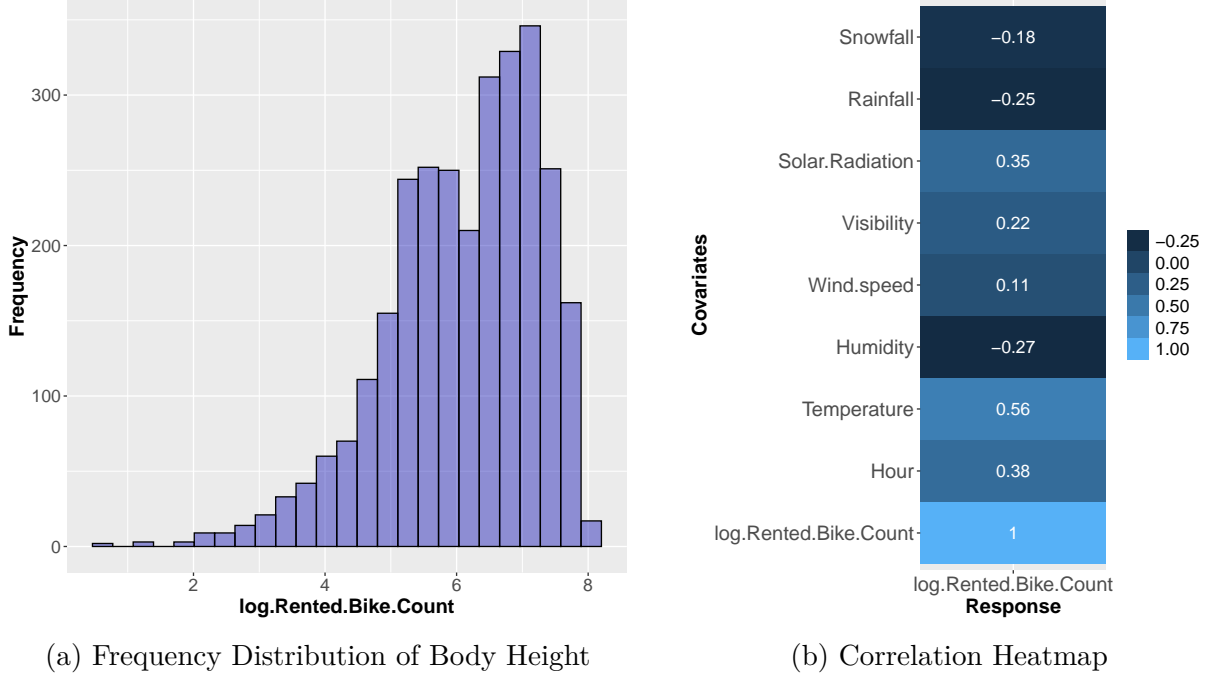 Frequency
300
200
100
0
2 4 6 8
log.Rented.Bike.Count
(a) Frequency Distribution of Body Height
Covariates
Snowfall −0.18
Rainfall −0.25
Solar.Radiation 0.35
Visibility 0.22
Wind.speed 0.11
Humidity −0.27
Temperature 0.56
Hour 0.38
log.Rented.Bike.Count 1
log.Rented.Bike.Count
Response
−0.25
0.00
0.25
0.50
0.75
1.00
(b) Correlation Heatmap